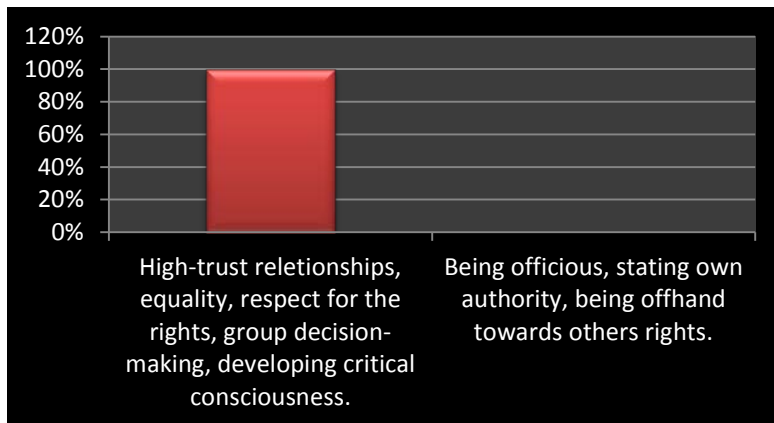 120%
100%
80%
60%
40%
20%
0%
High-trust reletionships,
equality, respect for the
rights, group decision-
making, developing critical
consciousness.
Being officious, stating own
authority, being offhand
towards others rights.